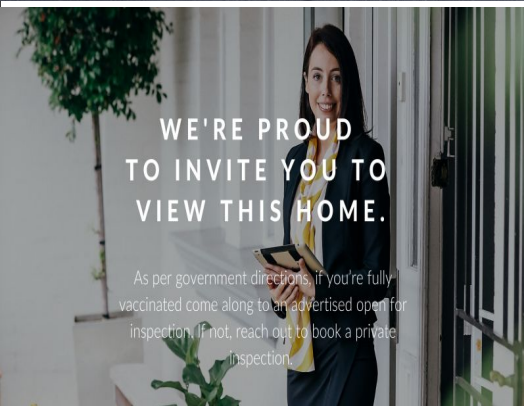 WE'RE PROUD
TO INVITE YOU TO
VIEW THIS HOME.
As per government directions, if you're fully
vaccinated come along to an advertised open for
inspection. If not, reach out to book a private
inspection.